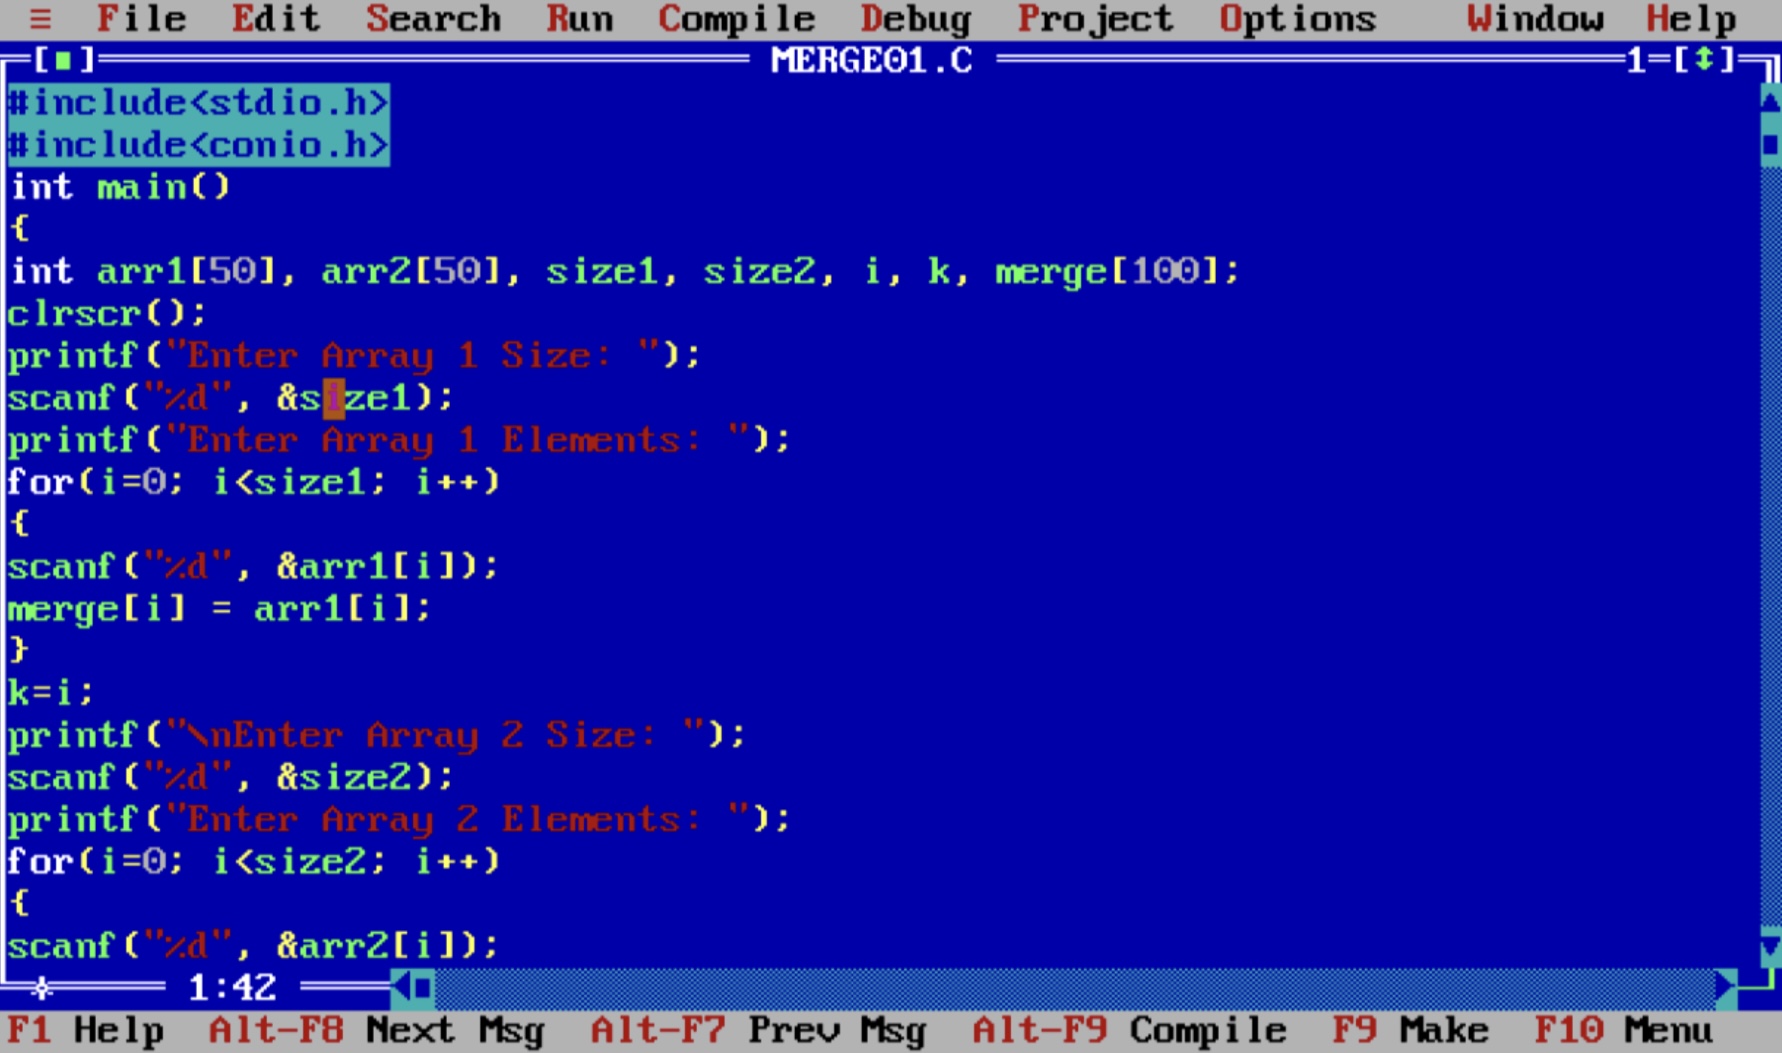 ≡ File Edit Search Run Compile Debug Project Options Window Help
[■] MERGE01.C 1=[↕]
#include<stdio.h>
#include<conio.h>
int main()
{
int arr1[50], arr2[50], size1, size2, i, k, merge[100];
clrscr();
printf("Enter Array 1 Size: ");
scanf("%d", &size1);
printf("Enter Array 1 Elements: ");
for(i=0; i<size1; i++)
{
scanf("%d", &arr1[i]);
merge[i] = arr1[i];
}
k=i;
printf("\nEnter Array 2 Size: ");
scanf("%d", &size2);
printf("Enter Array 2 Elements: ");
for(i=0; i<size2; i++)
{
scanf("%d", &arr2[i]);
1:42
F1 Help Alt-F8 Next Msg Alt-F7 Prev Msg Alt-F9 Compile F9 Make F10 Menu